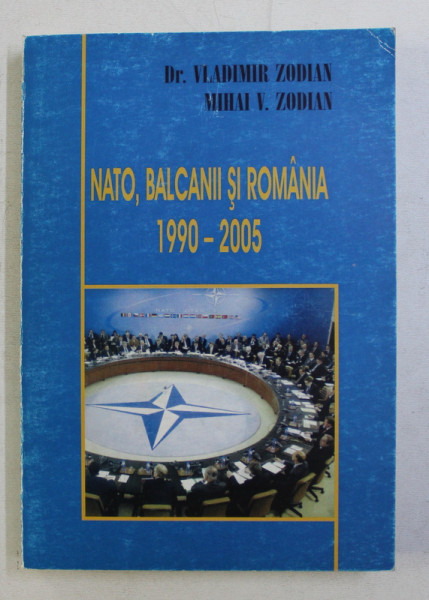 Dr. VLADIMIR ZODIAN
MIHAI V. ZODIAN
NATO, BALCANII ŞI ROMÂNIA
1990 - 2005